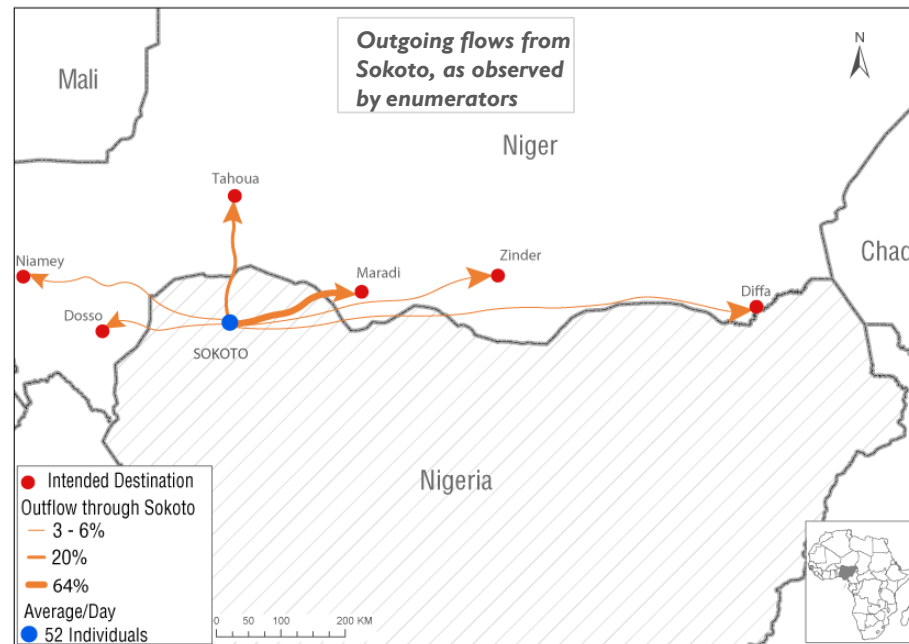 Outgoing flows from
Sokoto, as observed
by enumerators
N
Mali
Niger
Tahoua
Niamey
Zinder
Chad
Maradi
Diffa
Dosso
SOKOTO
Nigeria
Intended Destination
Outflow through Sokoto
3 - 6%
20%
64%
Average/Day
52 Individuals
0 50 100 200 KM